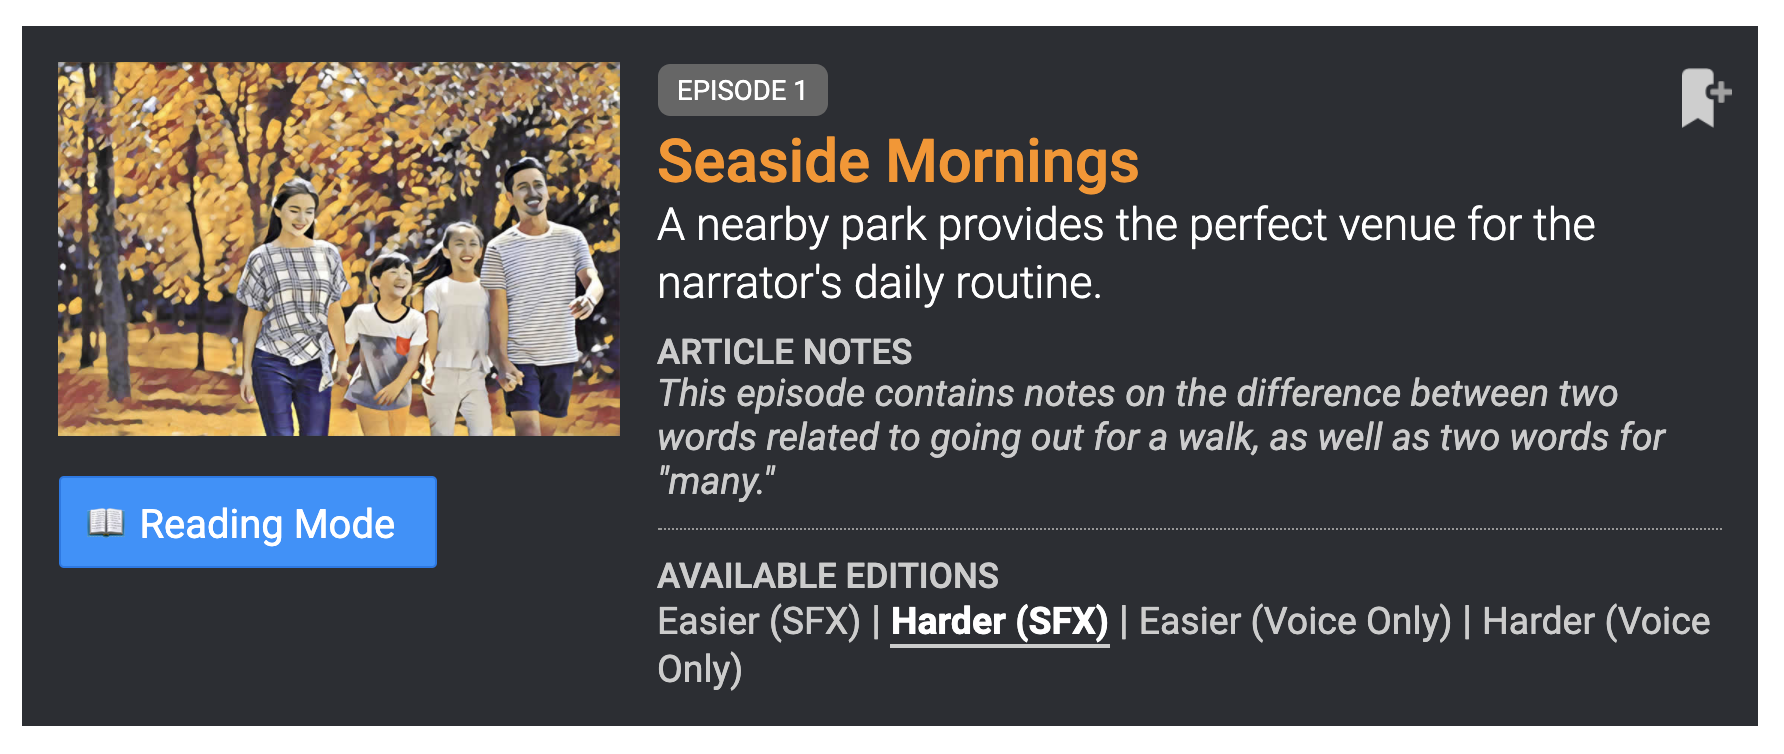 EPISODE 1
Seaside Mornings
A nearby park provides the perfect venue for the
narrator's daily routine.
ARTICLE NOTES
This episode contains notes on the difference between two
words related to going out for a walk, as well as two words for
"many."
Reading Mode
AVAILABLE EDITIONS
Easier (SFX) | Harder (SFX) | Easier (Voice Only) | Harder (Voice
Only)